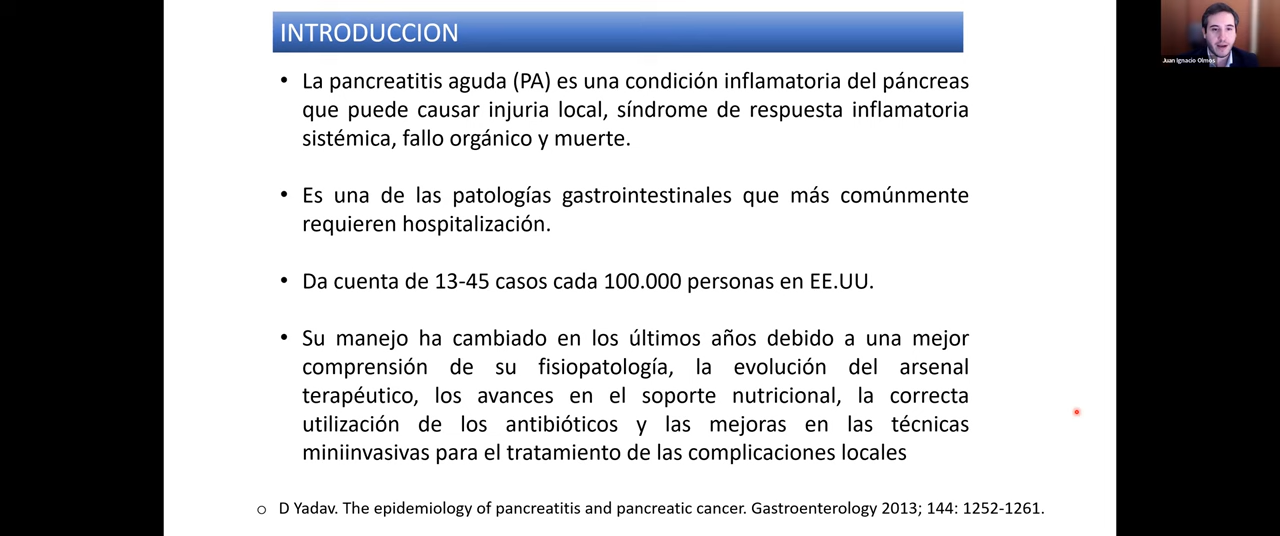 INTRODUCCION
• La pancreatitis aguda (PA) es una condición inflamatoria del páncreas
que puede causar injuria local, síndrome de respuesta inflamatoria
sistémica, fallo orgánico y muerte.
• Es una de las patologías gastrointestinales que más comúnmente
requieren hospitalización.
• Da cuenta de 13-45 casos cada 100.000 personas en EE.UU.
• Su manejo ha cambiado en los últimos años debido a una mejor
comprensión de su fisiopatología, la evolución del arsenal
terapéutico, los avances en el soporte nutricional, la correcta
utilización de los antibióticos y las mejoras en las técnicas
miniinvasivas para el tratamiento de las complicaciones locales
o D Yadav. The epidemiology of pancreatitis and pancreatic cancer. Gastroenterology 2013; 144: 1252-1261.
Juan Ignacio Olmos